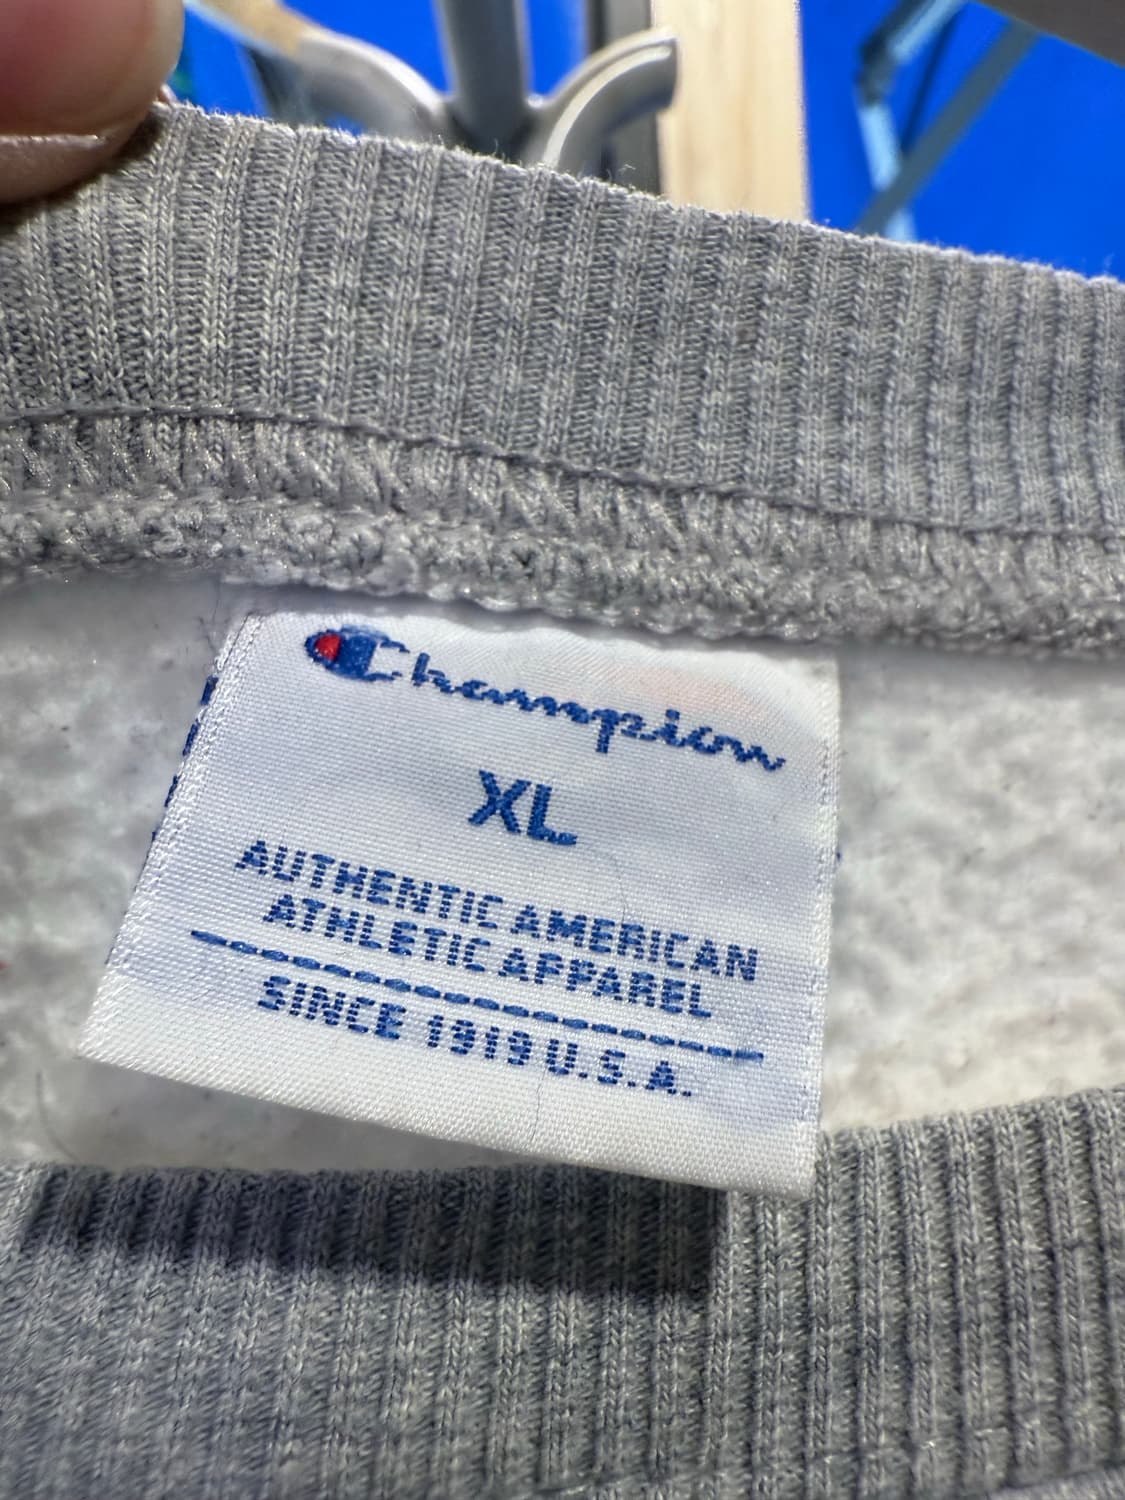 Champion
XL
AUTHENTIC AMERICAN
ATHLETIC APPAREL
SINCE 1919 U.S.A.